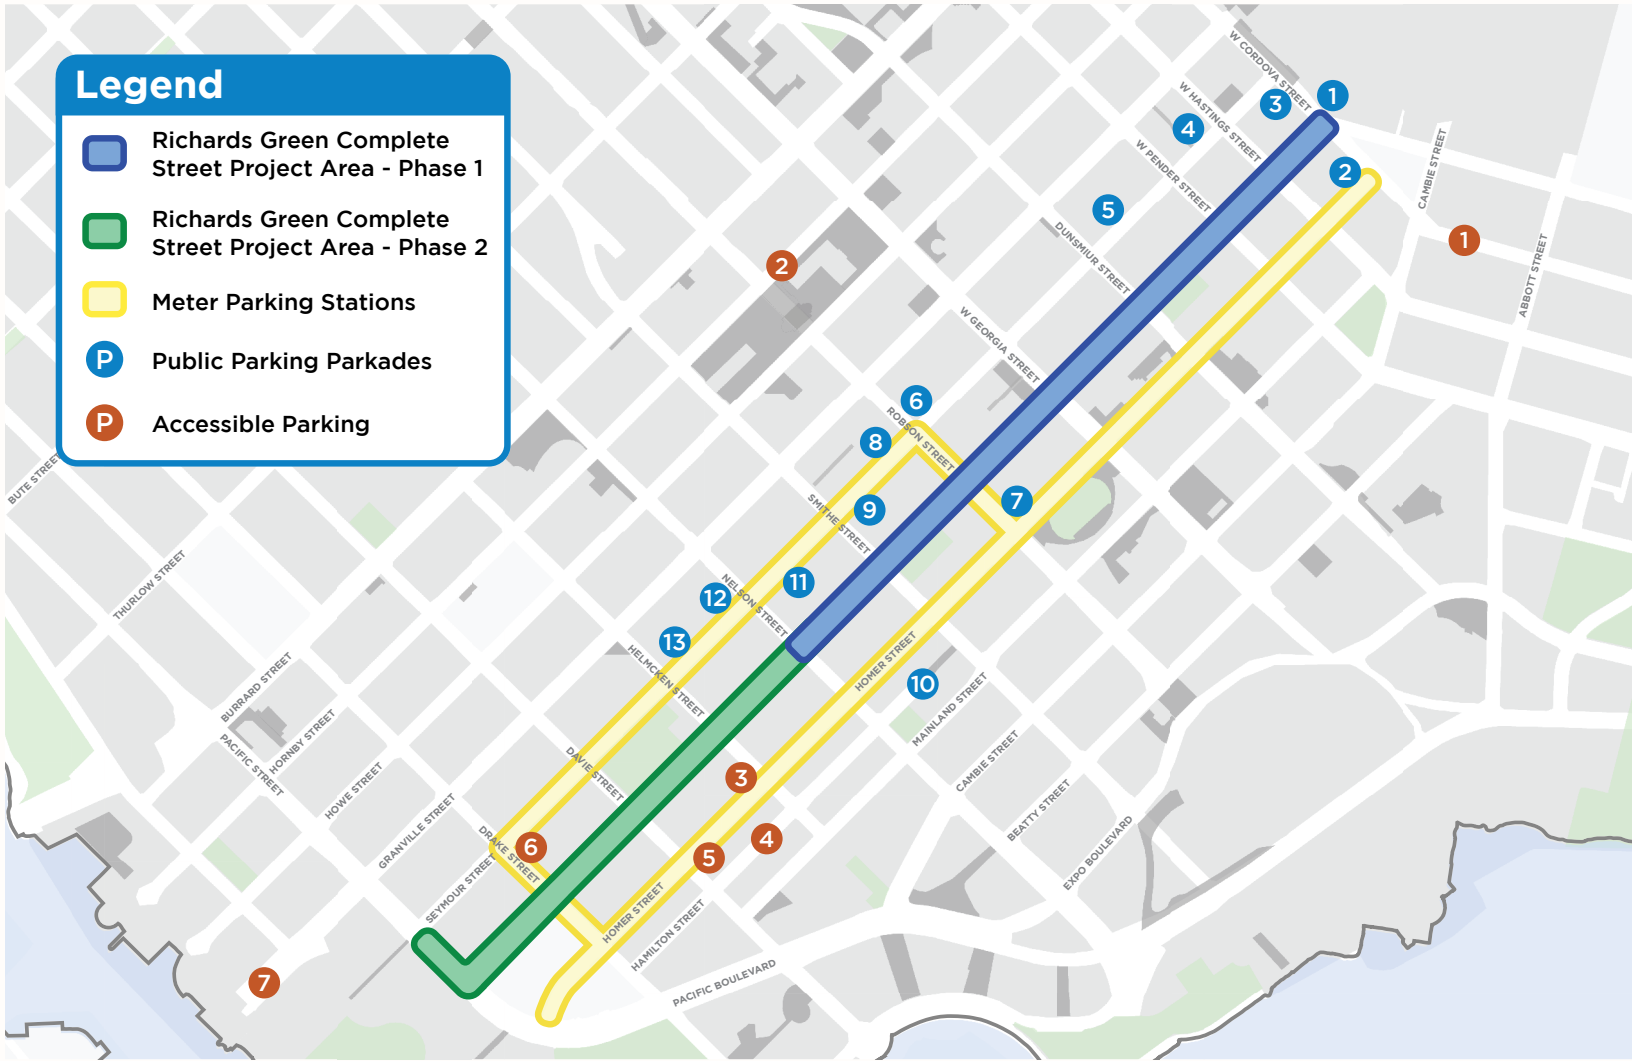 Legend
Richards Green Complete
Street Project Area - Phase 1
Richards Green Complete
Street Project Area - Phase 2
Meter Parking Stations
P
Public Parking Parkades
P
Accessible Parking
W CORDOVA STREET
1
3
W HASTINGS STREET
4
W PENDER STREET
2
CAMBIE STREET
5
DUNSMIUR STREET
1
ABBOTT STREET
2
W GEORGIA STREET
6
ROBSON STREET
8
BUTE STREET
7
9
SMITHE STREET
THURLOW STREET
11
12
NELSON STREET
13
HELMCKEN STREET
HOMER STREET
10
MAINLAND STREET
BURRARD STREET
HORNBY STREET
PACIFIC STREET
DAVIE STREET
3
CAMBIE STREET
HOWE STREET
GRANVILLE STREET
BEATTY STREET
4
EXPO BOULEVARD
DRAKE STREET
6
5
SEYMOUR STREET
HOMER STREET
HAMILTON STREET
7
PACIFIC BOULEVARD